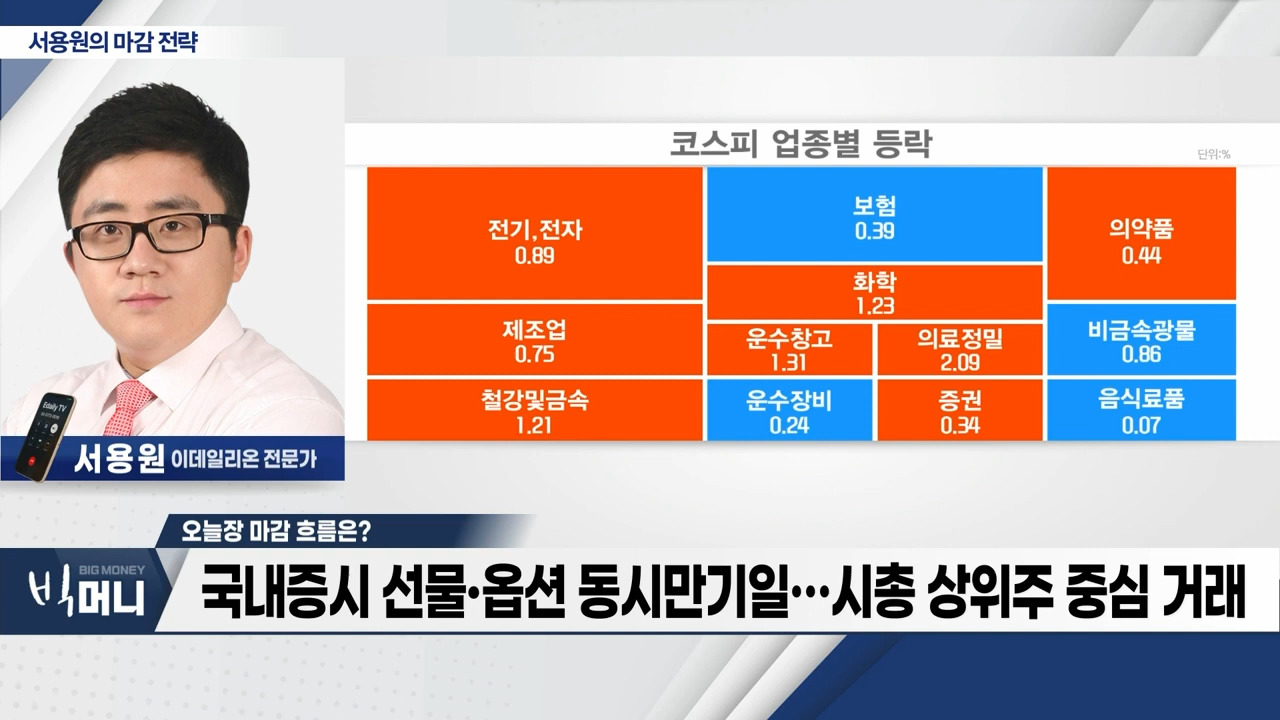 서용원의 마감 전략
코스피 업종별 등락
단위:%
전기,전자
0.89
제조업
0.75
철강및금속
1.21
보험
0.39
화학
1.23
운수창고
1.31
의료정밀
2.09
운수장비
0.24
증권
0.34
의약품
0.44
비금속광물
0.86
음식료품
0.07
Edaily TV
서용원 이데일리온 전문가
오늘장 마감 흐름은?
BIG MONEY
빅머니
국내증시 선물·옵션 동시만기일…시총 상위주 중심 거래